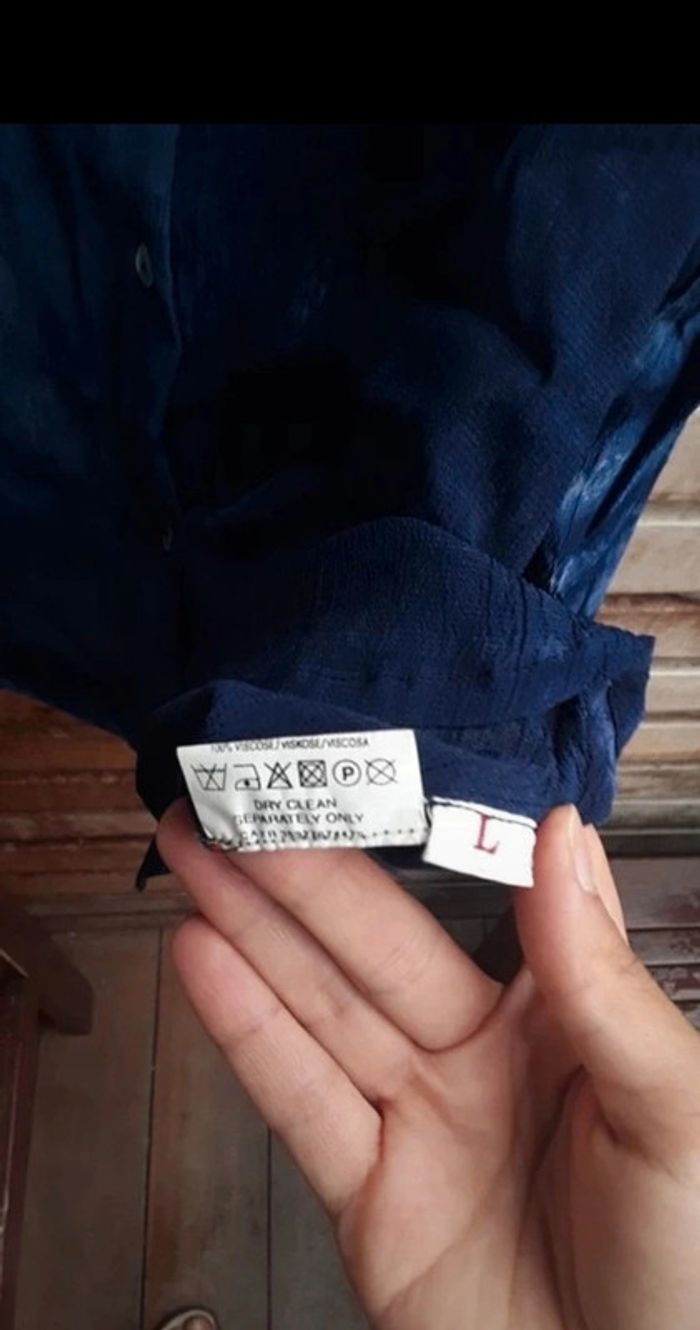 100% VISCOSE/VISKOSE/VISCOSA
P
DRY CLEAN
SEPARATELY ONLY
L